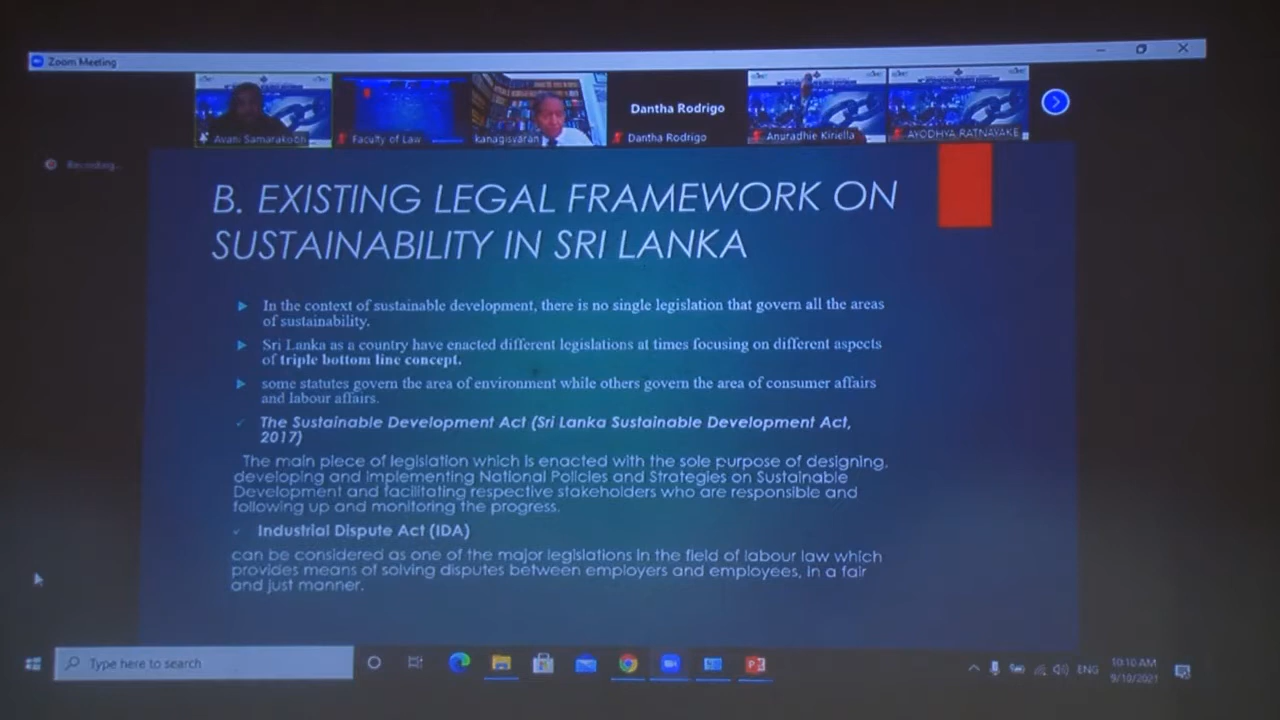 Zoom Meeting
Dantha Rodrigo
Avani Samarakoon
Faculty of Law
kanagisvaran
Dantha Rodrigo
Anuradhie Kiriella
AYODHYA RATNAYAKE
Recording...
B. EXISTING LEGAL FRAMEWORK ON
SUSTAINABILITY IN SRI LANKA
In the context of sustainable development, there is no single legislation that govern all the areas
of sustainability.
Sri Lanka as a country have enacted different legislations at times focusing on different aspects
of triple bottom line concept.
some statutes govern the area of environment while others govern the area of consumer affairs
and labour affairs.
The Sustainable Development Act (Sri Lanka Sustainable Development Act,
2017)
The main piece of legislation which is enacted with the sole purpose of designing,
developing and implementing National Policies and Strategies on Sustainable
Development and facilitating respective stakeholders who are responsible and
following up and monitoring the progress.
Industrial Dispute Act (IDA)
can be considered as one of the major legislations in the field of labour law which
provides means of solving disputes between employers and employees, in a fair
and just manner.
Type here to search
ENG
10:10 AM
9/10/2021